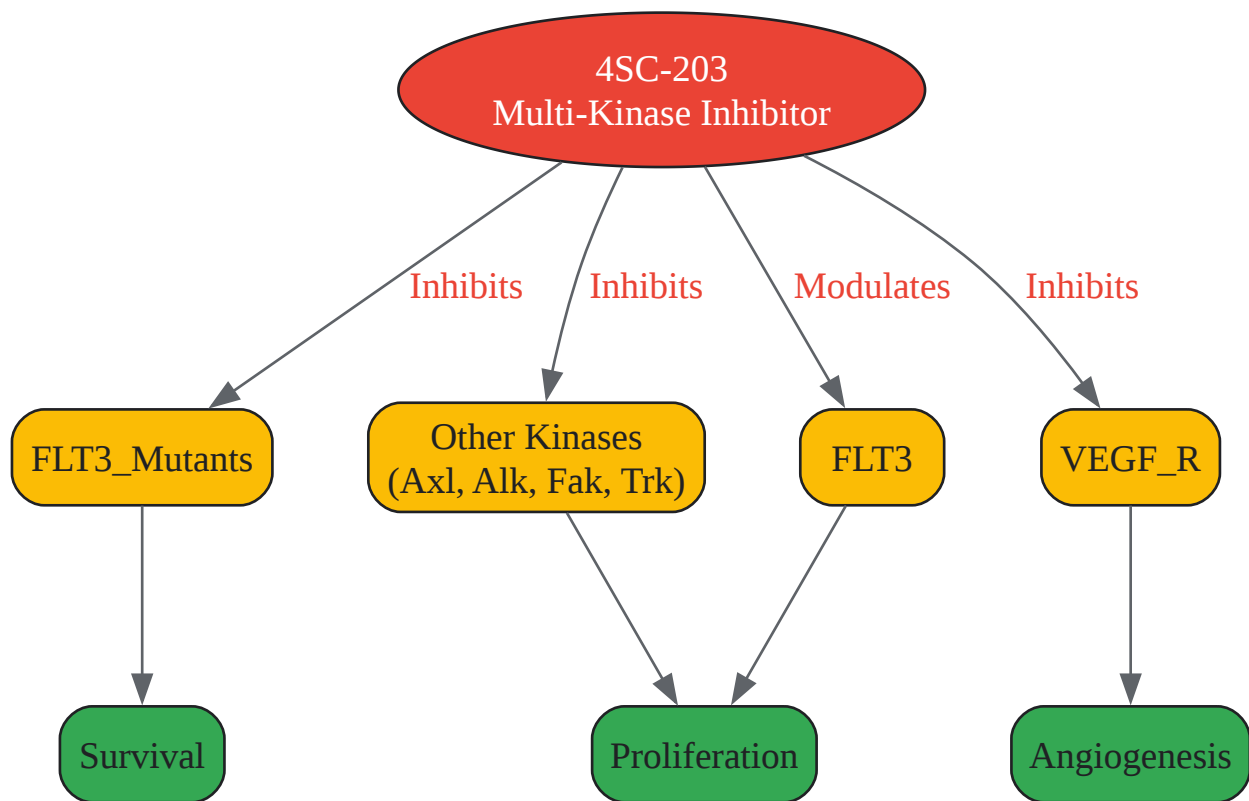 4SC-203
Multi-Kinase Inhibitor
Inhibits
Inhibits
Modulates
Inhibits
FLT3_Mutants
Other Kinases
(Axl, Alk, Fak, Trk)
FLT3
VEGF_R
Survival
Proliferation
Angiogenesis